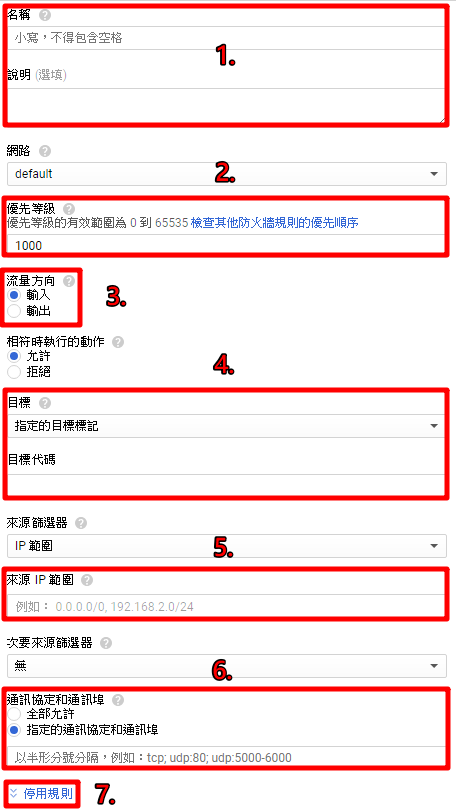 名稱
小寫，不得包含空格
1.
說明 (選填)
網路
2.
default
優先等級
優先等級的有效範圍為 0 到 65535 檢查其他防火牆規則的優先順序
1000
流量方向
輸入
3.
輸出
相符時執行的動作
允許
4.
拒絕
目標
指定的目標標記
目標代碼
來源篩選器
IP 範圍
5.
來源 IP 範圍
例如： 0.0.0.0/0, 192.168.2.0/24
次要來源篩選器
無
6.
通訊協定和通訊埠
全部允許
指定的通訊協定和通訊埠
以半形分號分隔，例如：tcp; udp:80; udp:5000-6000
停用規則
7.